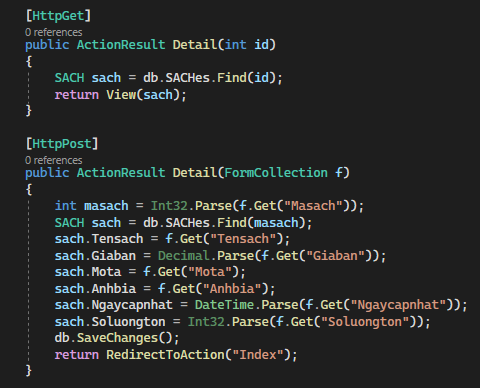 [HttpGet]
0 references
public ActionResult Detail(int id)
{
SACH sach = db.SACHes.Find(id);
return View(sach);
}
[HttpPost]
0 references
public ActionResult Detail(FormCollection f)
{
int masach = Int32.Parse(f.Get("Masach"));
SACH sach = db.SACHes.Find(masach);
sach.Tensach = f.Get("Tensach");
sach.Giaban = Decimal.Parse(f.Get("Giaban"));
sach.Mota = f.Get("Mota");
sach.Anhbia = f.Get("Anhbia");
sach.Ngaycapnhat = DateTime.Parse(f.Get("Ngaycapnhat"));
sach.Soluongton = Int32.Parse(f.Get("Soluongton"));
db.SaveChanges();
return RedirectToAction("Index");
}